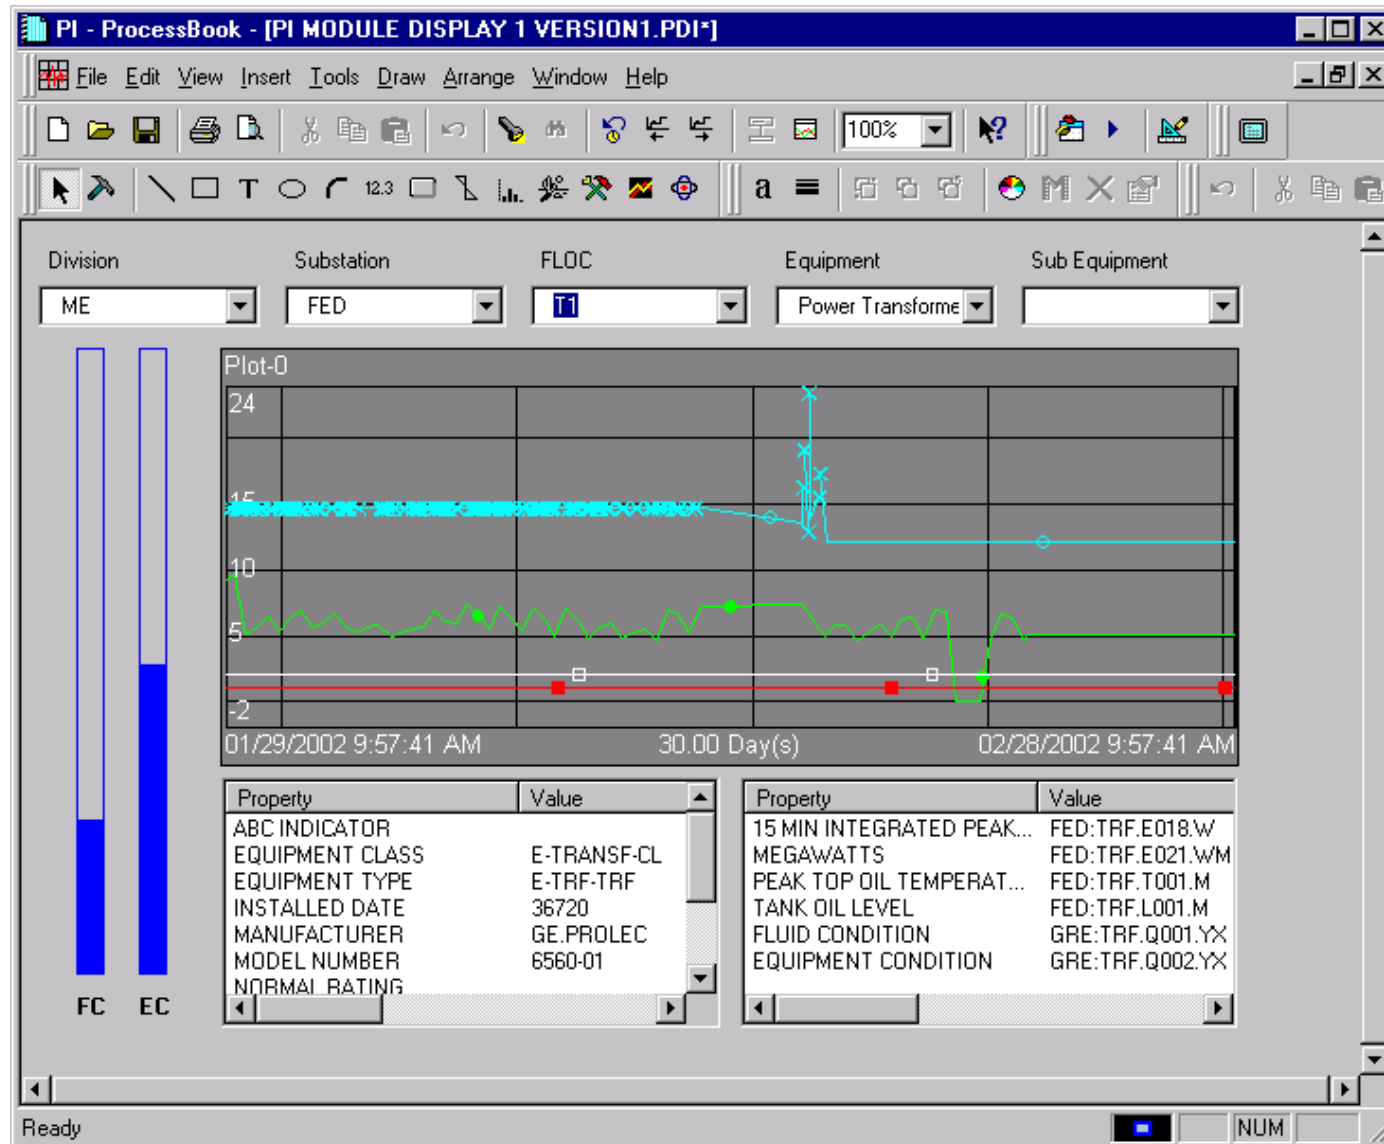 PI - ProcessBook - [PI MODULE DISPLAY 1 VERSION1.PDI*]
File Edit View Insert Tools Draw Arrange Window Help
100%
T 12.3 a
Division Substation FLOC Equipment Sub Equipment
ME FED T1 Power Transforme
Plot-0
24
15
10
5
-2
01/29/2002 9:57:41 AM 30.00 Day(s) 02/28/2002 9:57:41 AM
Property Value
ABC INDICATOR
EQUIPMENT CLASS E-TRANSF-CL
EQUIPMENT TYPE E-TRF-TRF
INSTALLED DATE 36720
MANUFACTURER GE.PROLEC
MODEL NUMBER 6560-01
NORMAL RATING
Property Value
15 MIN INTEGRATED PEAK... FED:TRF.E018.W
MEGAWATTS FED:TRF.E021.WM
PEAK TOP OIL TEMPERAT... FED:TRF.T001.M
TANK OIL LEVEL FED:TRF.L001.M
FLUID CONDITION GRE:TRF.Q001.YX
EQUIPMENT CONDITION GRE:TRF.Q002.YX
FC EC
Ready NUM